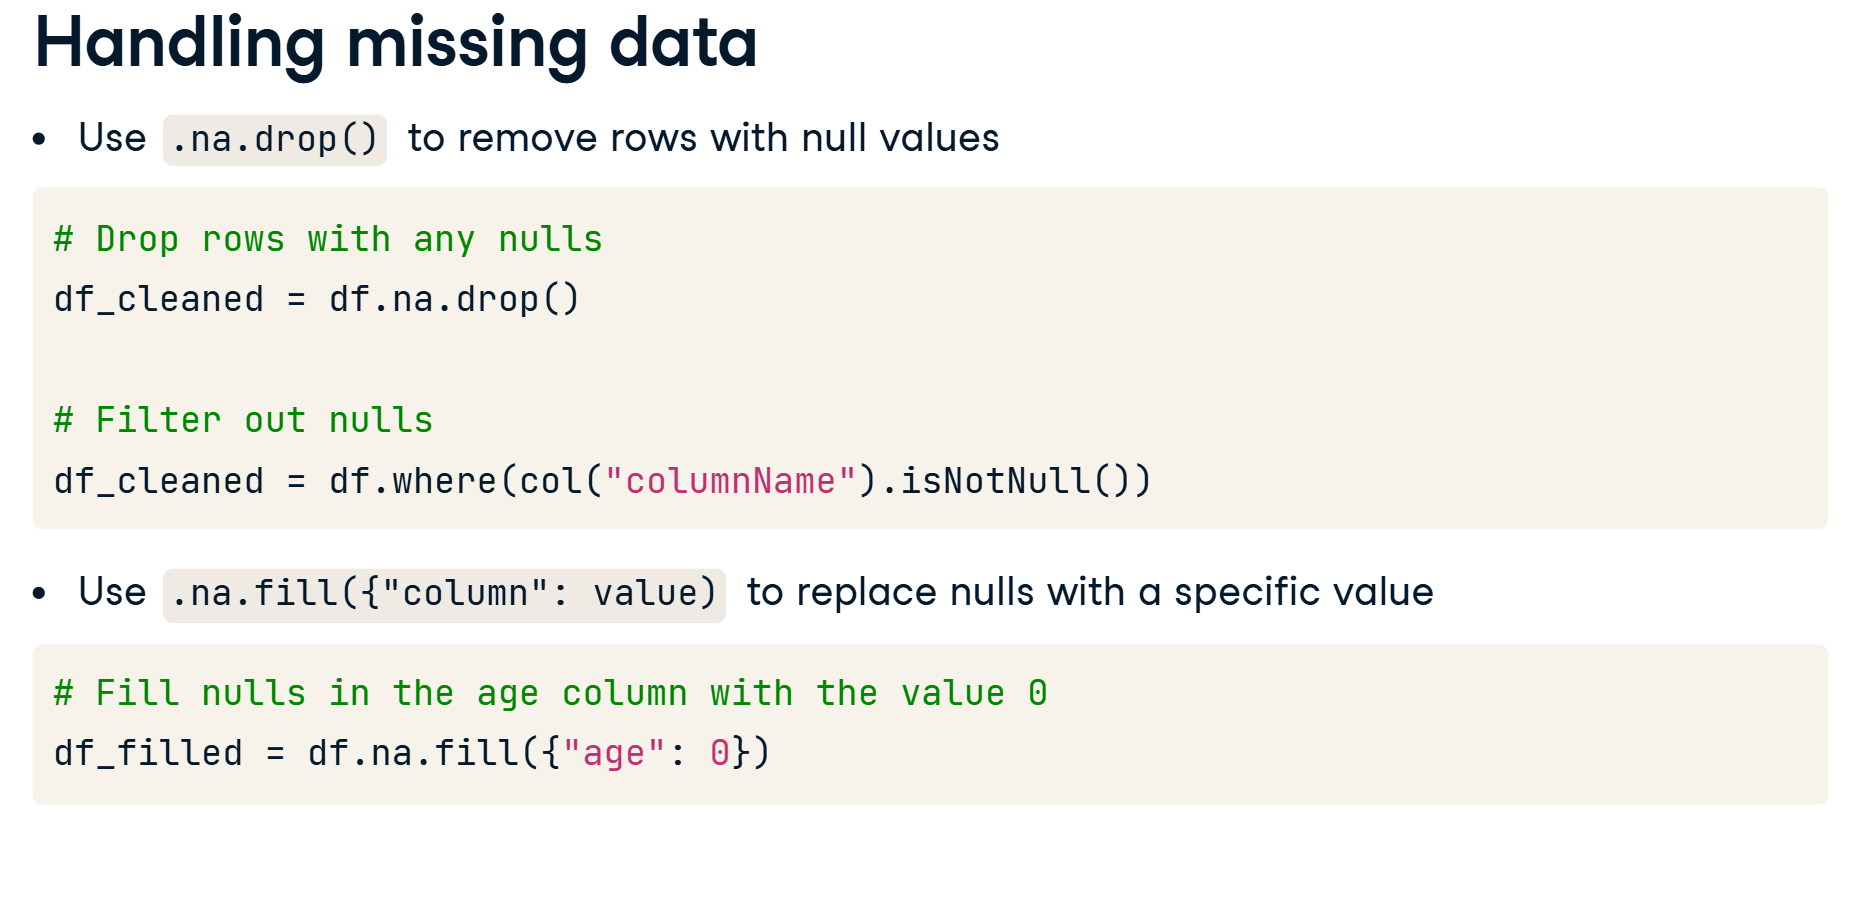 Handling missing data
• Use .na.drop() to remove rows with null values
# Drop rows with any nulls
df_cleaned = df.na.drop()
# Filter out nulls
df_cleaned = df.where(col("columnName").isNotNull())
• Use .na.fill({"column": value) to replace nulls with a specific value
# Fill nulls in the age column with the value 0
df_filled = df.na.fill({"age": 0})